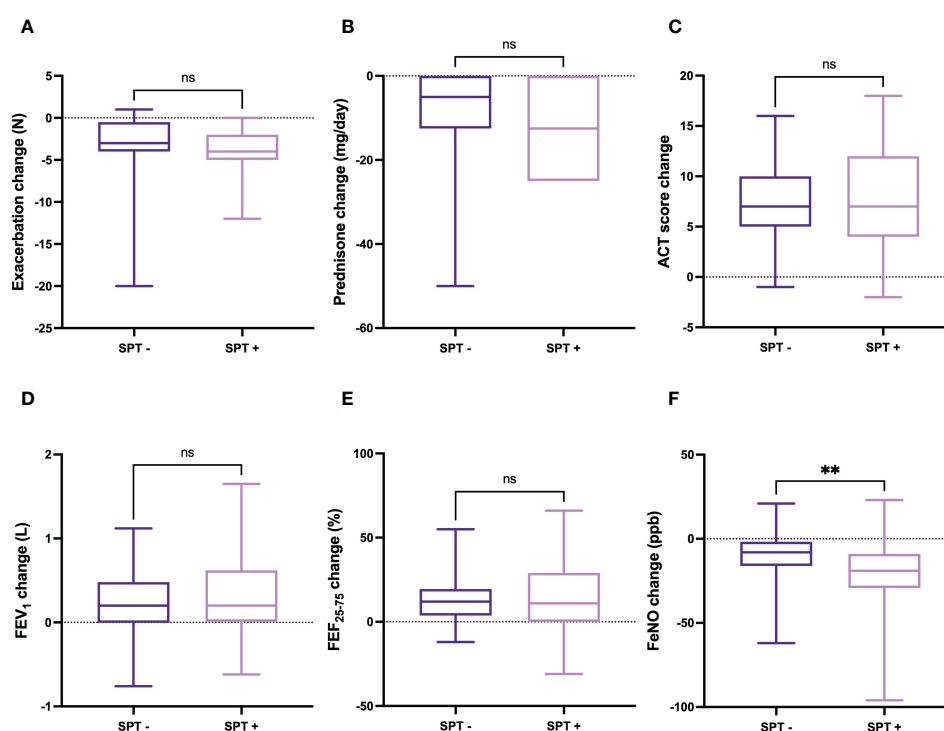 A
Exacerbation change (N)
5
0
-5
-10
-15
-20
-25
ns
SPT -
SPT +
B
Prednisone change (mg/day)
0
-20
-40
-60
ns
SPT -
SPT +
C
ACT score change
20
15
10
5
0
-5
ns
SPT -
SPT +
D
FEV1 change (L)
2
1
0
-1
ns
SPT -
SPT +
E
FEF25-75 change (%)
100
50
0
-50
ns
SPT -
SPT +
F
FeNO change (ppb)
50
0
-50
-100
**
SPT -
SPT +